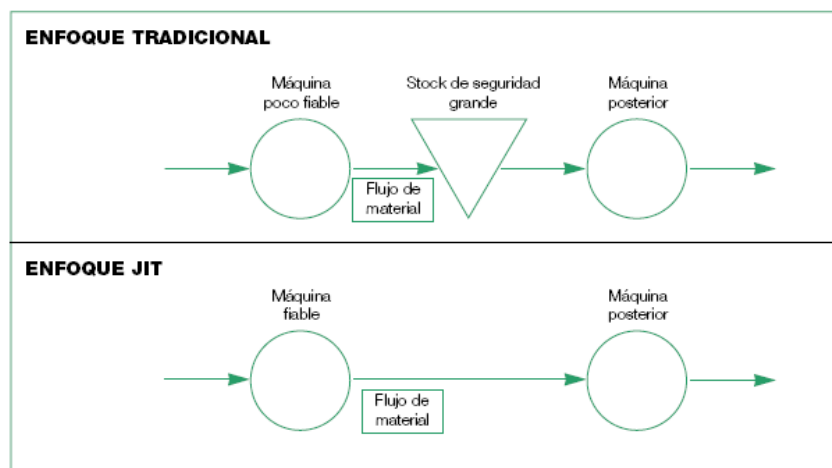 ENFOQUE TRADICIONAL
Máquina
poco fiable
Stock de seguridad
grande
Máquina
posterior
Flujo de
material
ENFOQUE JIT
Máquina
fiable
Máquina
posterior
Flujo de
material